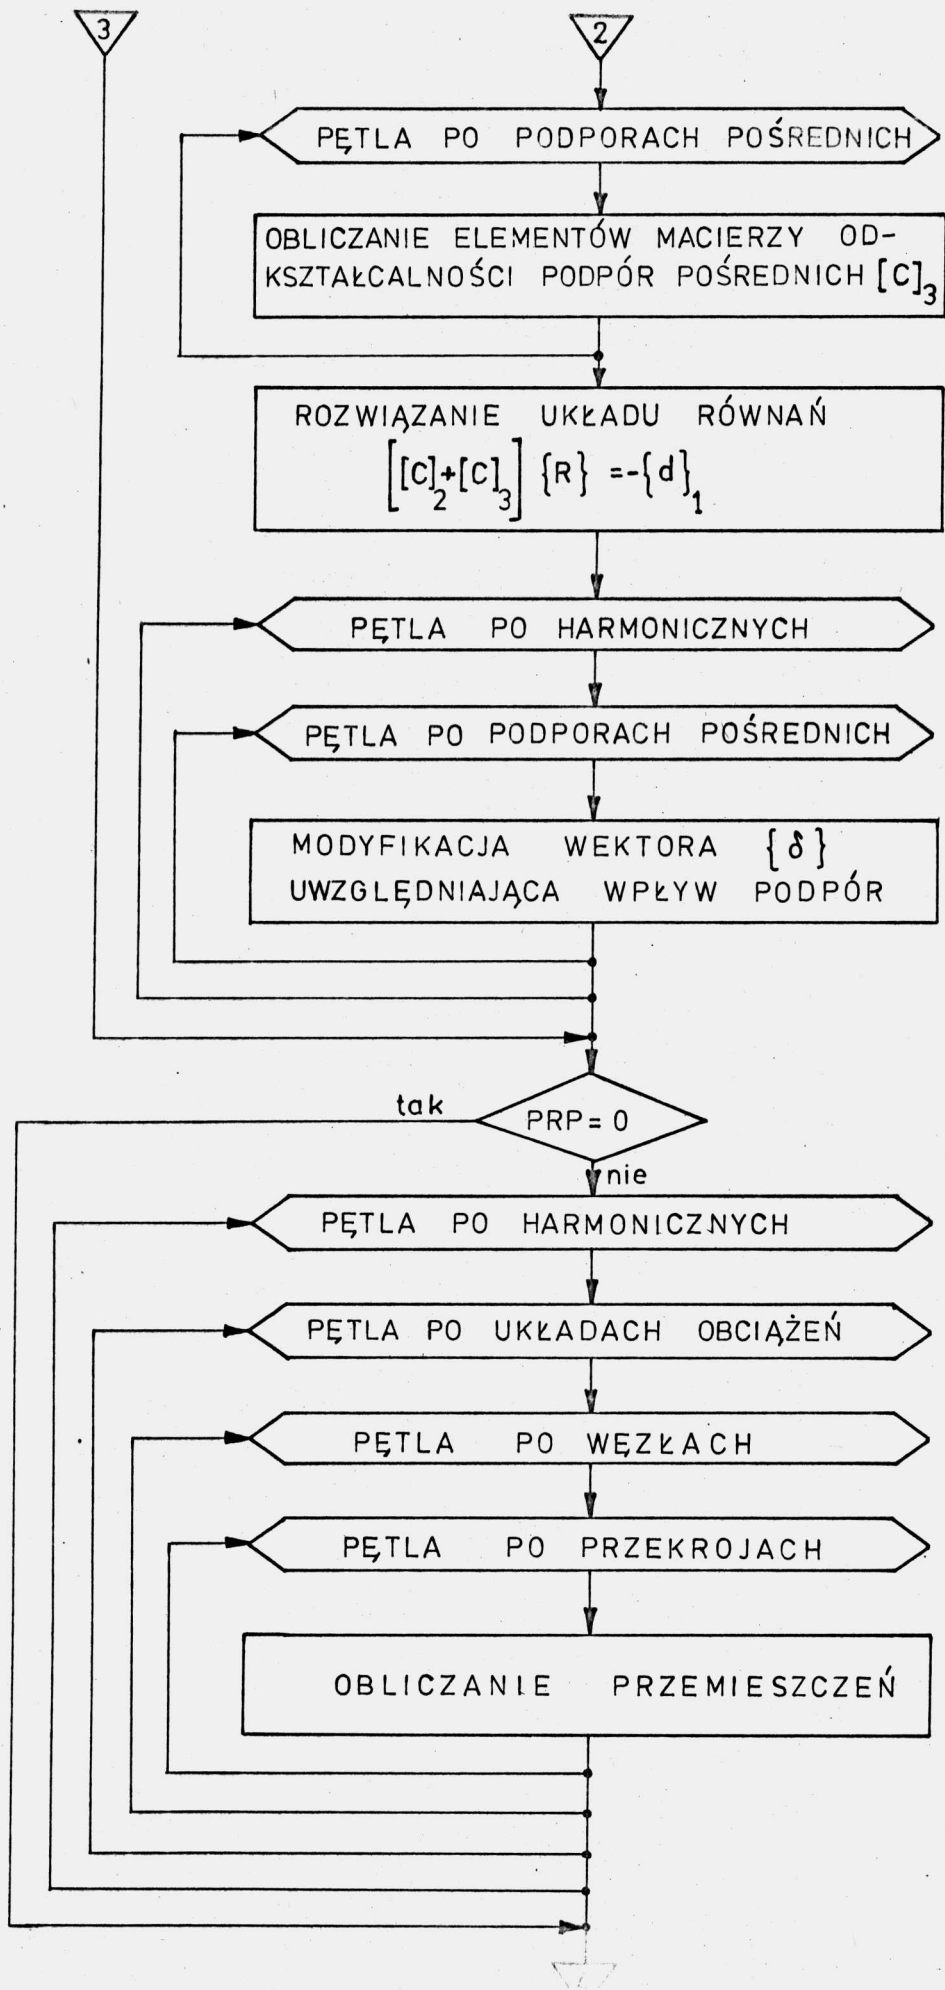 3
2
PĘTLA PO PODPORACH POŚREDNICH
OBLICZANIE ELEMENTÓW MACIERZY OD-
KSZTAŁCALNOŚCI PODPÓR POŚREDNICH [C]₃
ROZWIĄZANIE UKŁADU RÓWNAŃ
[[C]₂+[C]₃] {R} =-{d}₁
PĘTLA PO HARMONICZNYCH
PĘTLA PO PODPORACH POŚREDNICH
MODYFIKACJA WEKTORA {δ}
UWZGLĘDNIAJĄCA WPŁYW PODPÓR
tak
PRP = 0
nie
PĘTLA PO HARMONICZNYCH
PĘTLA PO UKŁADACH OBCIĄŻEŃ
PĘTLA PO WĘZŁACH
PĘTLA PO PRZEKROJACH
OBLICZANIE PRZEMIESZCZEŃ